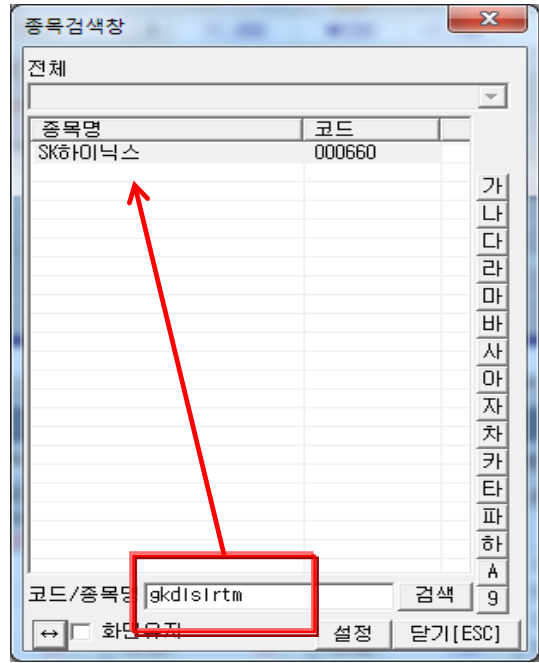 종목검색창
전체
종목명 코드
SK하이닉스 000660
가
나
다
라
마
바
사
아
자
차
카
타
파
하
A
9
코드/종목명 gkdlslrtm 검색
↔ 화면유지 설정 닫기[ESC]